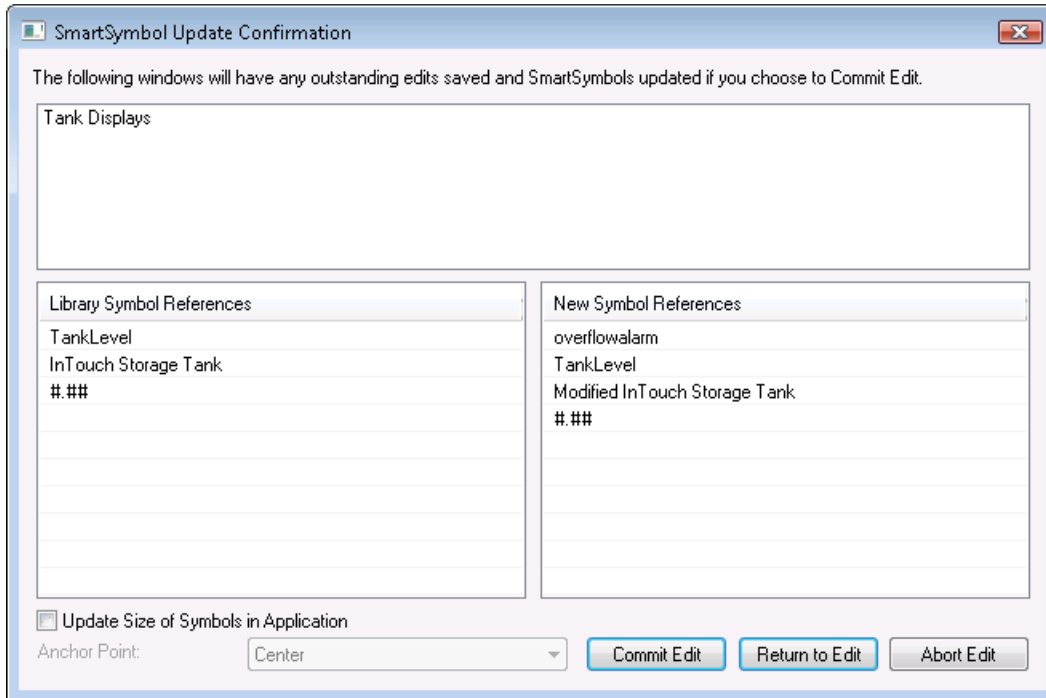 SmartSymbol Update Confirmation
The following windows will have any outstanding edits saved and SmartSymbols updated if you choose to Commit Edit.
Tank Displays
Library Symbol References
TankLevel
InTouch Storage Tank
#.##
New Symbol References
overflowalarm
TankLevel
Modified InTouch Storage Tank
#.##
Update Size of Symbols in Application
Anchor Point: Center Commit Edit Return to Edit Abort Edit